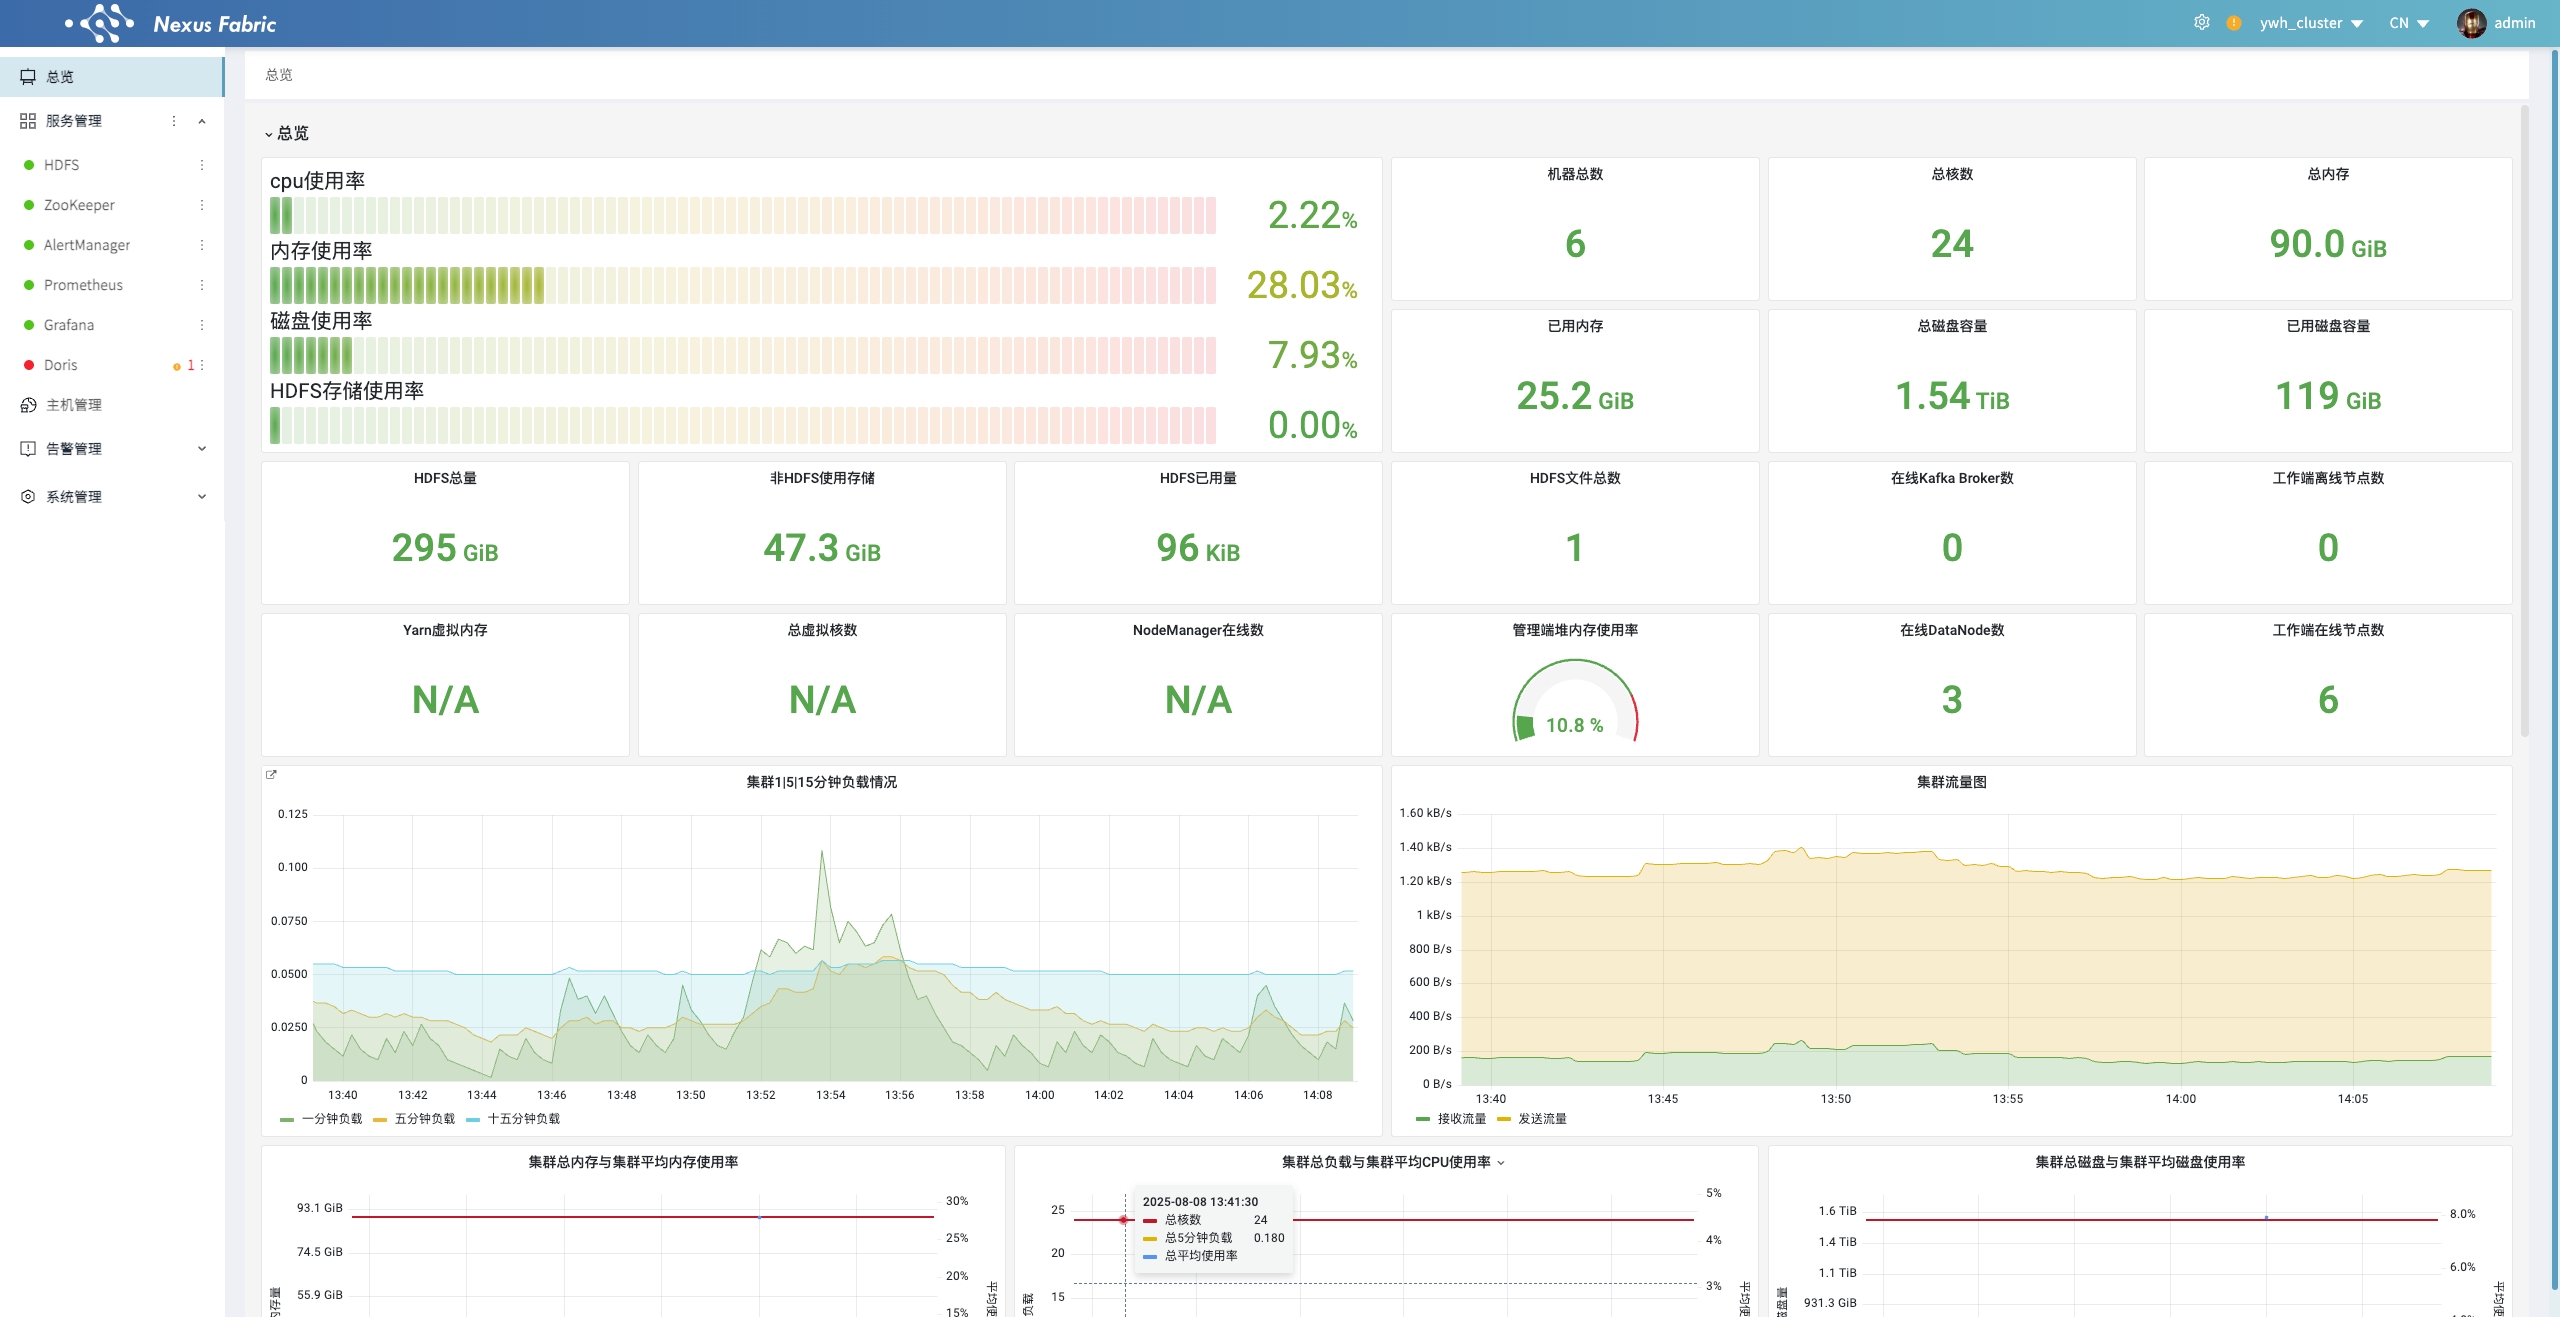 Nexus Fabric
ywh_cluster
CN
admin
总览
服务管理
HDFS
ZooKeeper
AlertManager
Prometheus
Grafana
Doris
1
主机管理
告警管理
系统管理
总览
总览
cpu使用率
2.22%
内存使用率
28.03%
磁盘使用率
7.93%
HDFS存储使用率
0.00%
机器总数
6
总核数
24
总内存
90.0 GiB
已用内存
25.2 GiB
总磁盘容量
1.54 TiB
已用磁盘容量
119 GiB
HDFS总量
295 GiB
非HDFS使用存储
47.3 GiB
HDFS已用量
96 KiB
HDFS文件总数
1
在线Kafka Broker数
0
工作端离线节点数
0
Yarn虚拟内存
N/A
总虚拟核数
N/A
NodeManager在线数
N/A
管理端堆内存使用率
10.8 %
在线DataNode数
3
工作端在线节点数
6
集群1|5|15分钟负载情况
0.125
0.100
0.0750
0.0500
0.0250
0
13:40 13:42 13:44 13:46 13:48 13:50 13:52 13:54 13:56 13:58 14:00 14:02 14:04 14:06 14:08
一分钟负载 五分钟负载 十五分钟负载
集群流量图
1.60 kB/s
1.40 kB/s
1.20 kB/s
1 kB/s
800 B/s
600 B/s
400 B/s
200 B/s
0 B/s
13:40 13:45 13:50 13:55 14:00 14:05
接收流量 发送流量
集群总内存与集群平均内存使用率
93.1 GiB
74.5 GiB
55.9 GiB
30%
25%
20%
15%
集群总负载与集群平均CPU使用率
25
20
15
5%
4%
3%
2025-08-08 13:41:30
总核数 24
总5分钟负载 0.180
总平均使用率
集群总磁盘与集群平均磁盘使用率
1.6 TiB
1.4 TiB
1.1 TiB
931.3 GiB
8.0%
6.0%